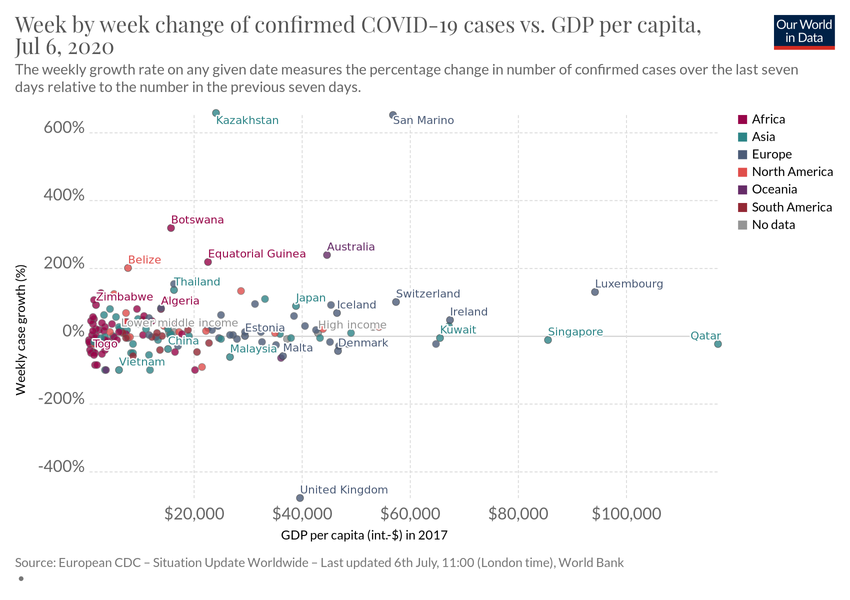 Week by week change of confirmed COVID-19 cases vs. GDP per capita,
Jul 6, 2020
Our World
in Data
The weekly growth rate on any given date measures the percentage change in number of confirmed cases over the last seven
days relative to the number in the previous seven days.
600%
400%
200%
0%
-200%
-400%
Weekly case growth (%)
Kazakhstan
San Marino
Botswana
Australia
Equatorial Guinea
Belize
Thailand
Luxembourg
Switzerland
Zimbabwe
Algeria
Japan
Iceland
Ireland
Lower middle income
High income
Estonia
Kuwait
Singapore
Qatar
Togo
China
Denmark
Malaysia
Malta
Vietnam
United Kingdom
$20,000
$40,000
$60,000
$80,000
$100,000
GDP per capita (int.-$) in 2017
Africa
Asia
Europe
North America
Oceania
South America
No data
Source: European CDC – Situation Update Worldwide – Last updated 6th July, 11:00 (London time), World Bank